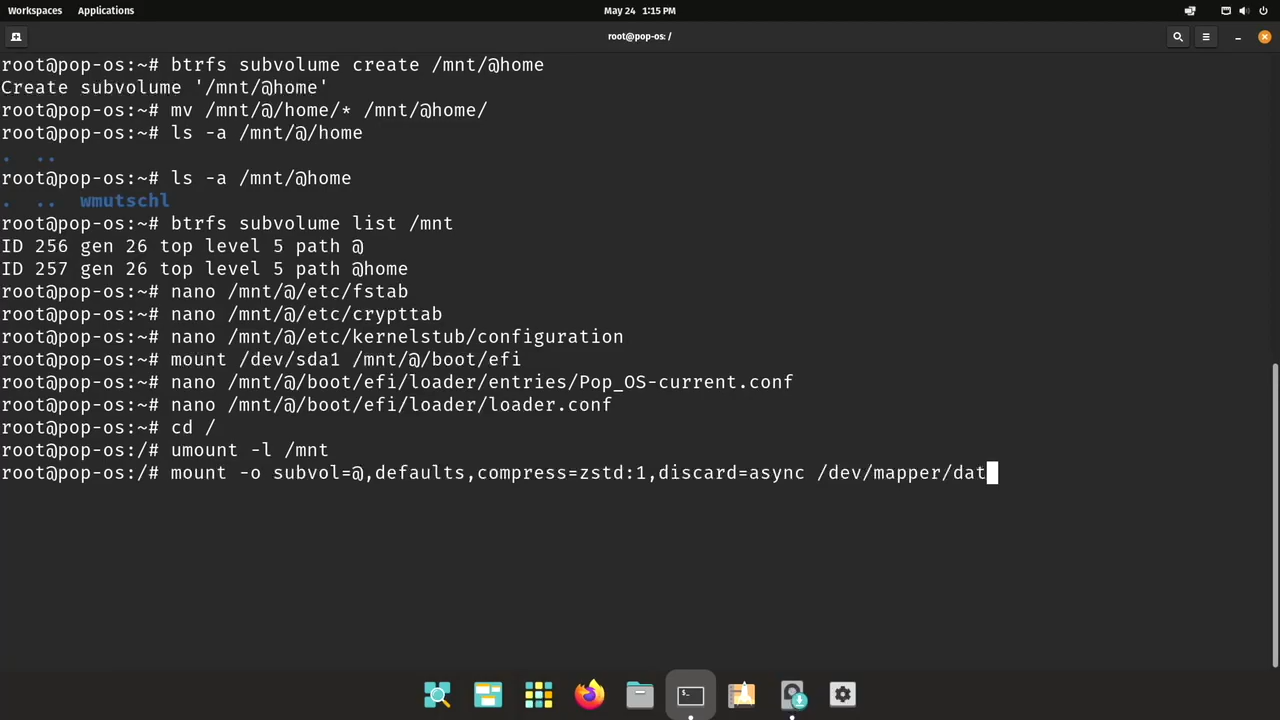 Workspaces Applications May 24 1:15 PM
root@pop-os: /
root@pop-os:~# btrfs subvolume create /mnt/@home
Create subvolume '/mnt/@home'
root@pop-os:~# mv /mnt/@/home/* /mnt/@home/
root@pop-os:~# ls -a /mnt/@/home
. ..
root@pop-os:~# ls -a /mnt/@home
. .. wmutschl
root@pop-os:~# btrfs subvolume list /mnt
ID 256 gen 26 top level 5 path @
ID 257 gen 26 top level 5 path @home
root@pop-os:~# nano /mnt/@/etc/fstab
root@pop-os:~# nano /mnt/@/etc/crypttab
root@pop-os:~# nano /mnt/@/etc/kernelstub/configuration
root@pop-os:~# mount /dev/sda1 /mnt/@/boot/efi
root@pop-os:~# nano /mnt/@/boot/efi/loader/entries/Pop_OS-current.conf
root@pop-os:~# nano /mnt/@/boot/efi/loader/loader.conf
root@pop-os:~# cd /
root@pop-os:/# umount -l /mnt
root@pop-os:/# mount -o subvol=@,defaults,compress=zstd:1,discard=async /dev/mapper/dat